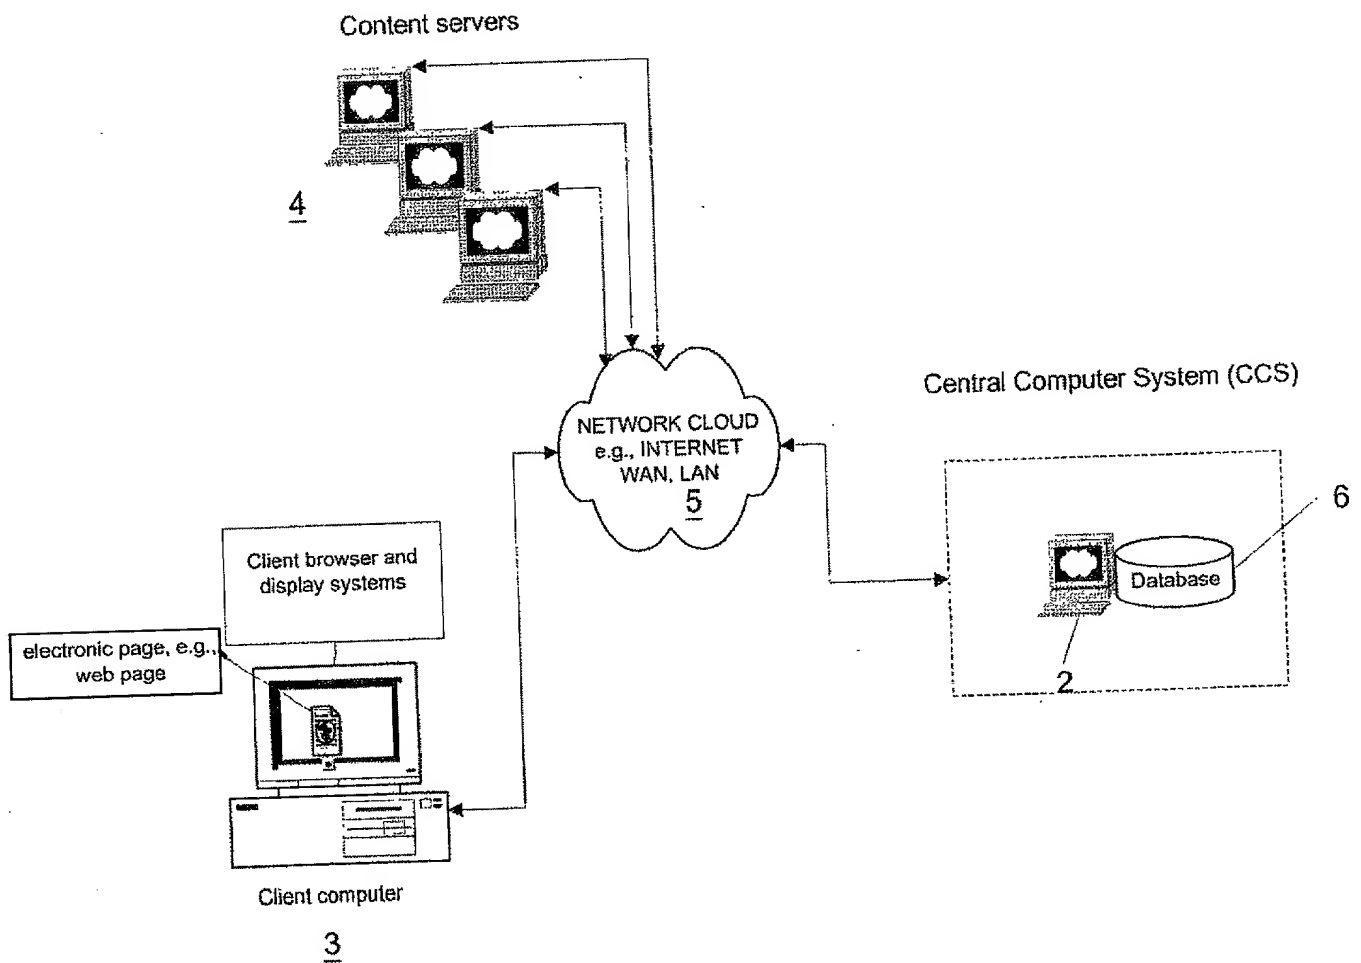 Content servers
4
NETWORK CLOUD
e.g., INTERNET
WAN, LAN
5
Central Computer System (CCS)
6
Database
2
Client browser and
display systems
electronic page, e.g.,
web page
Client computer
3